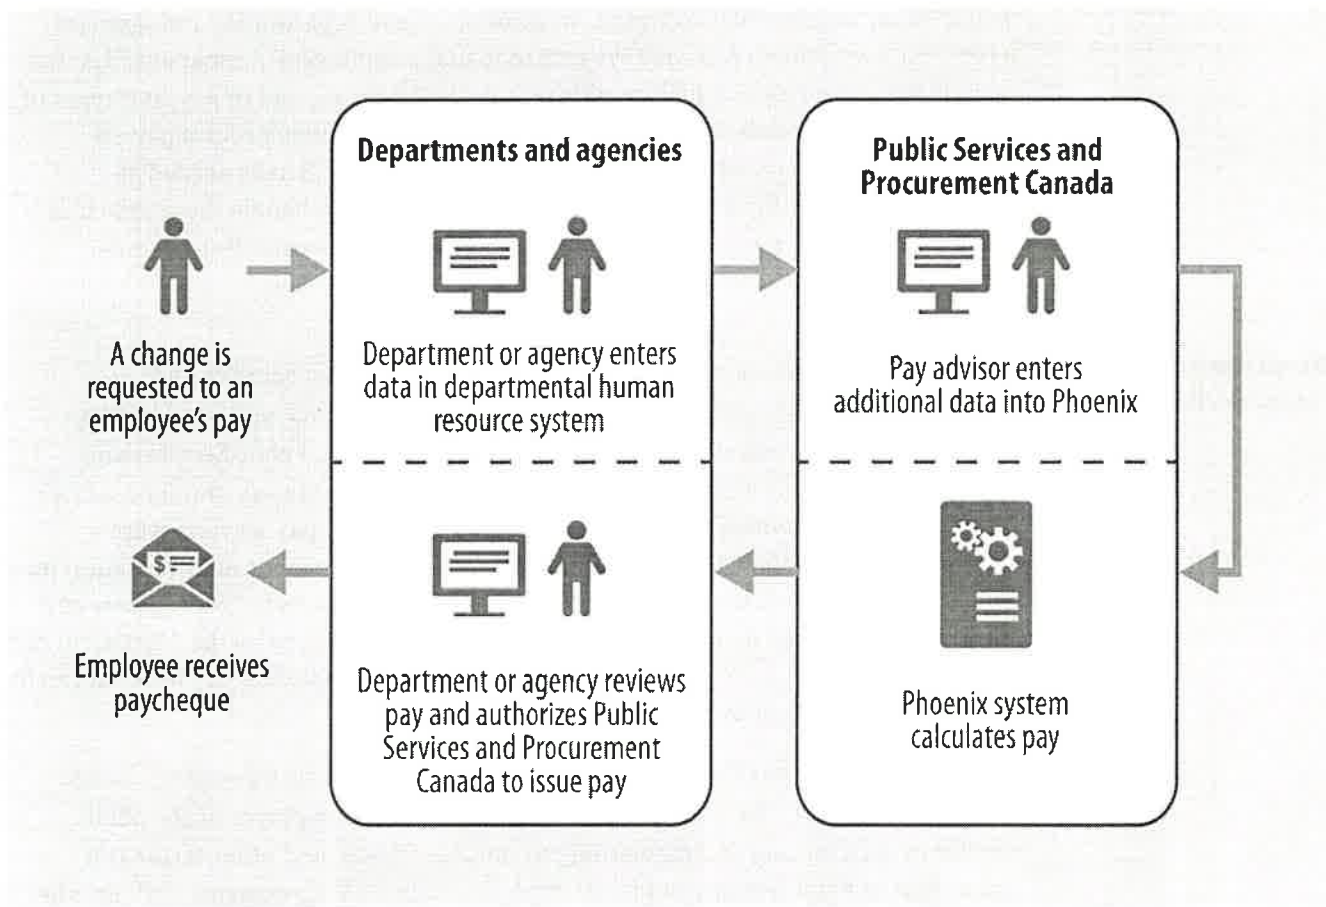 Departments and agencies
Public Services and
Procurement Canada
A change is
requested to an
employee's pay
Department or agency enters
data in departmental human
resource system
Pay advisor enters
additional data into Phoenix
$
Employee receives
paycheque
Department or agency reviews
pay and authorizes Public
Services and Procurement
Canada to issue pay
Phoenix system
calculates pay